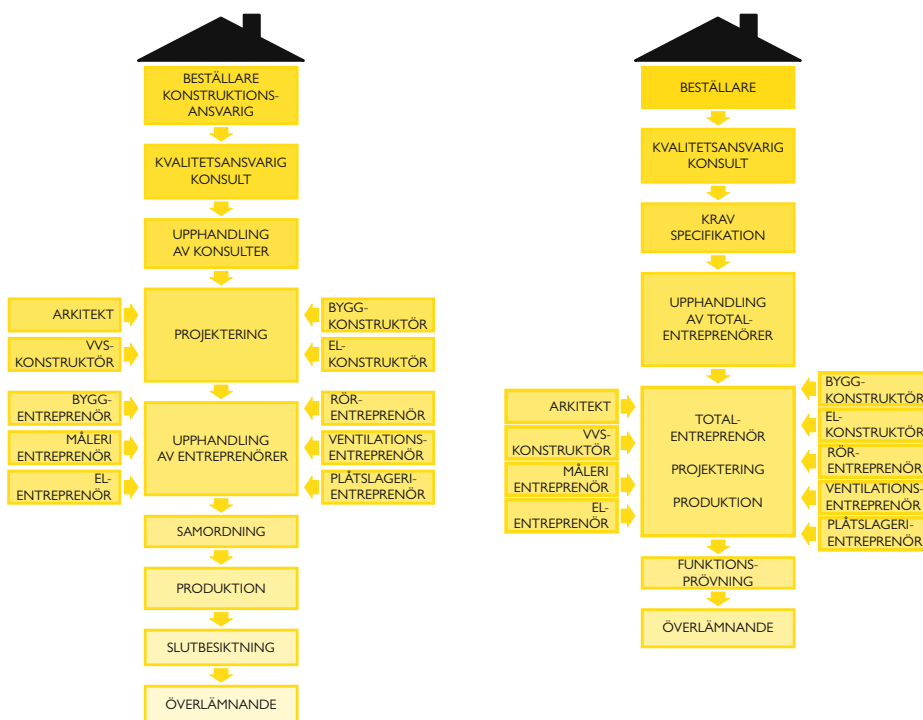 BESTÄLLARE
KONSTRUKTIONS-
ANSVARIG
KVALITETSANSVARIG
KONSULT
UPPHANDLING
AV KONSULTER
ARKITEKT
VVS-
KONSTRUKTÖR
PROJEKTERING
BYGG-
KONSTRUKTÖR
EL-
KONSTRUKTÖR
BYGG-
ENTREPRENÖR
MÅLERI
ENTREPRENÖR
EL-
ENTREPRENÖR
UPPHANDLING
AV ENTREPRENÖRER
RÖR-
ENTREPRENÖR
VENTILATIONS-
ENTREPRENÖR
PLÅTSLAGERI-
ENTREPRENÖR
SAMORDNING
PRODUKTION
SLUTBESIKTNING
ÖVERLÄMNANDE
BESTÄLLARE
KVALITETSANSVARIG
KONSULT
KRAV
SPECIFIKATION
UPPHANDLING
AV TOTAL-
ENTREPRENÖRER
ARKITEKT
VVS-
KONSTRUKTÖR
MÅLERI
ENTREPRENÖR
EL-
ENTREPRENÖR
TOTAL-
ENTREPRENÖR
PROJEKTERING
PRODUKTION
BYGG-
KONSTRUKTÖR
EL-
KONSTRUKTÖR
RÖR-
ENTREPRENÖR
VENTILATIONS-
ENTREPRENÖR
PLÅTSLAGERI-
ENTREPRENÖR
FUNKTIONS-
PRÖVNING
ÖVERLÄMNANDE